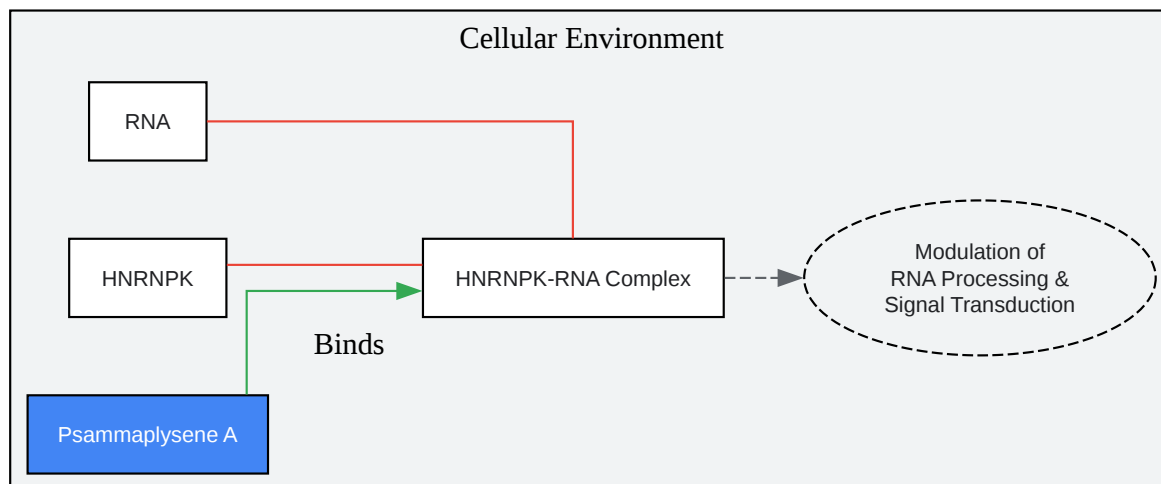 Cellular Environment
RNA
HNRNPK
HNRNPK-RNA Complex
Modulation of
RNA Processing &
Signal Transduction
Binds
Psammaplysene A